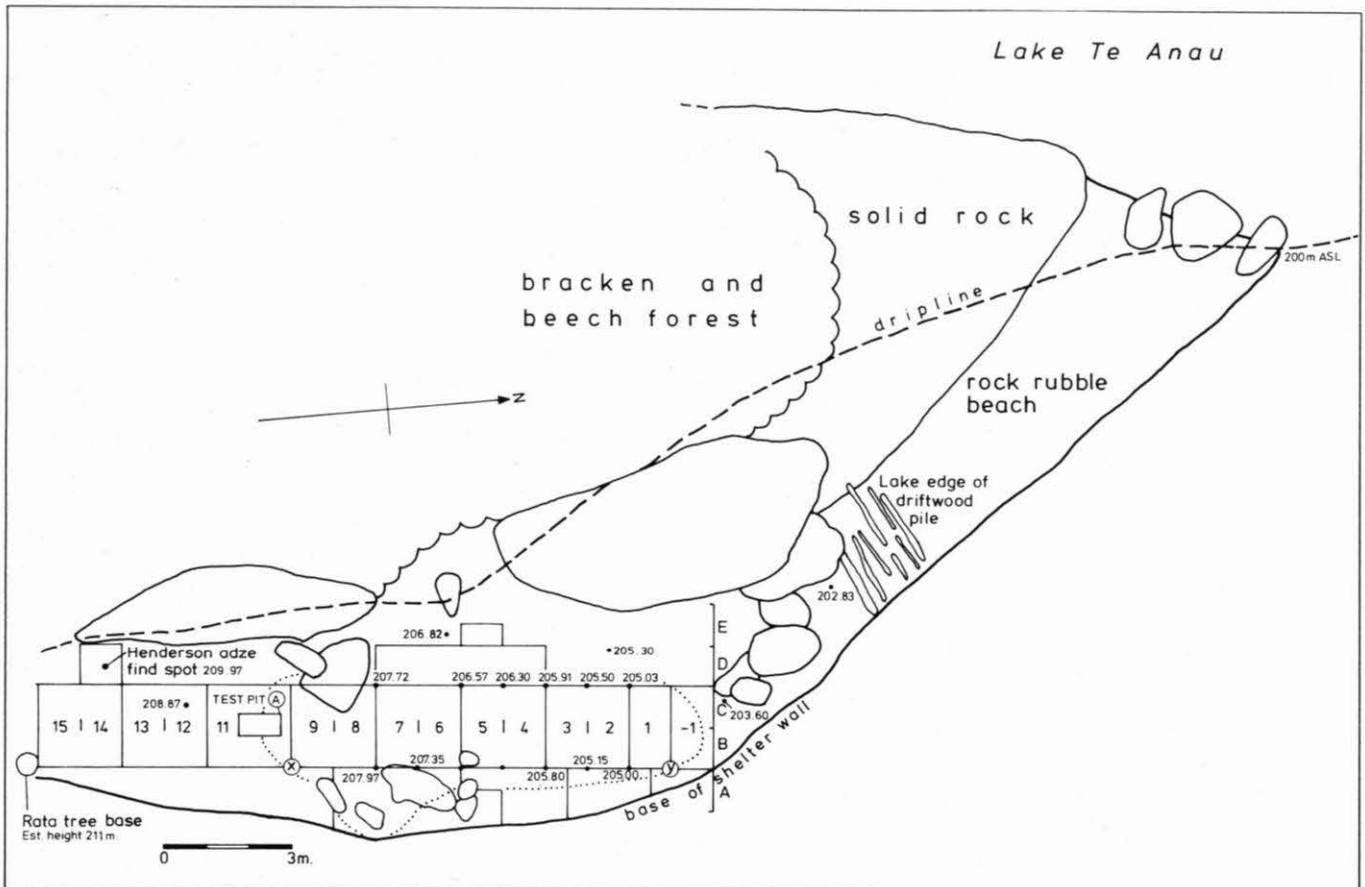 Lake Te Anau
solid rock
200m ASL
bracken and
beech forest
dripline
N
rock rubble
beach
Lake edge of
driftwood
pile
202.83
206.82
205.30
E
D
C
B
A
Henderson adze
find spot 209.97
207.72
206.57
206.30
205.91
205.50
205.03
208.87
TEST PIT A
203.60
15 14 13 12 11 9 8 7 6 5 4 3 2 1 -1
x
207.97
207.35
205.80
205.15
205.00
y
base of shelter wall
Rata tree base
Est. height 211m.
0 3m.